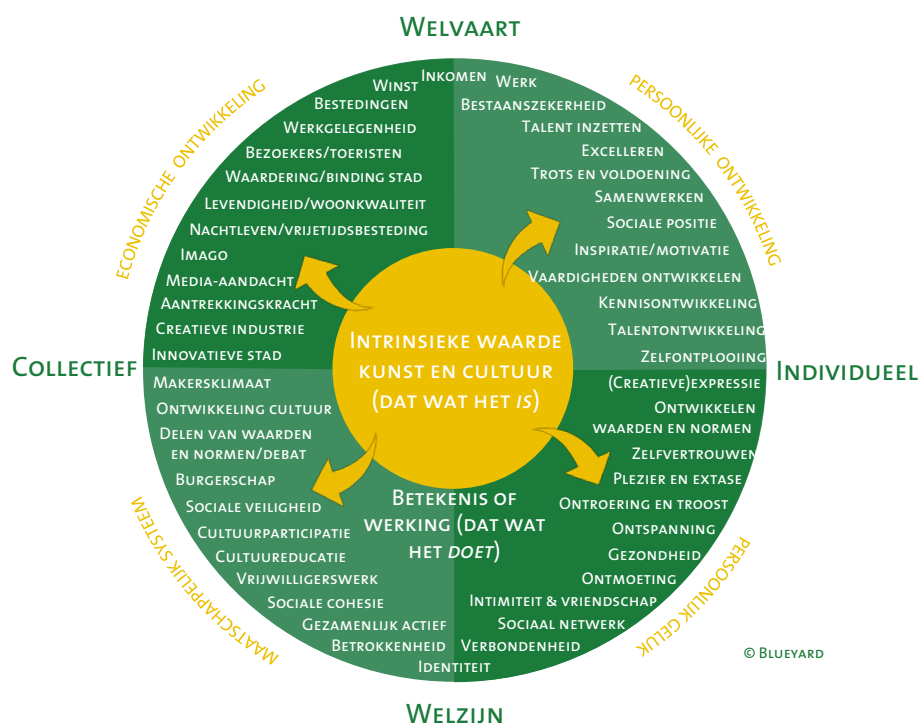 Welvaart
Economische ontwikkeling
Persoonlijke ontwikkeling
Inkomen
Winst
Bestedingen
Werkgelegenheid
Bezoekers/toeristen
Waardering/binding stad
Levendigheid/woonkwaliteit
Nachtleven/vrijetijdsbesteding
Imago
Media-aandacht
Aantrekkingskracht
Creatieve industrie
Innovatieve stad
Werk
Bestaanszekerheid
Talent inzetten
Excelleren
Trots en voldoening
Samenwerken
Sociale positie
Inspiratie/motivatie
Vaardigheden ontwikkelen
Kennisontwikkeling
Talentontwikkeling
Zelfontplooiing
Collectief
Intrinsieke waarde
kunst en cultuur
(dat wat het is)
Individueel
Makersklimaat
Ontwikkeling cultuur
Delen van waarden
en normen/debat
Burgerschap
Sociale veiligheid
Cultuurparticipatie
Cultuureducatie
Vrijwilligerswerk
Sociale cohesie
Gezamenlijk actief
Betrokkenheid
Betekenis of
werking (dat wat
het doet)
(Creatieve)expressie
Ontwikkelen
waarden en normen
Zelfvertrouwen
Plezier en extase
Ontroering en troost
Ontspanning
Gezondheid
Ontmoeting
Intimiteit & vriendschap
Sociaal netwerk
Verbondenheid
Identiteit
Maatschappelijk systeem
Persoonlijk geluk
© Blueyard
Welzijn